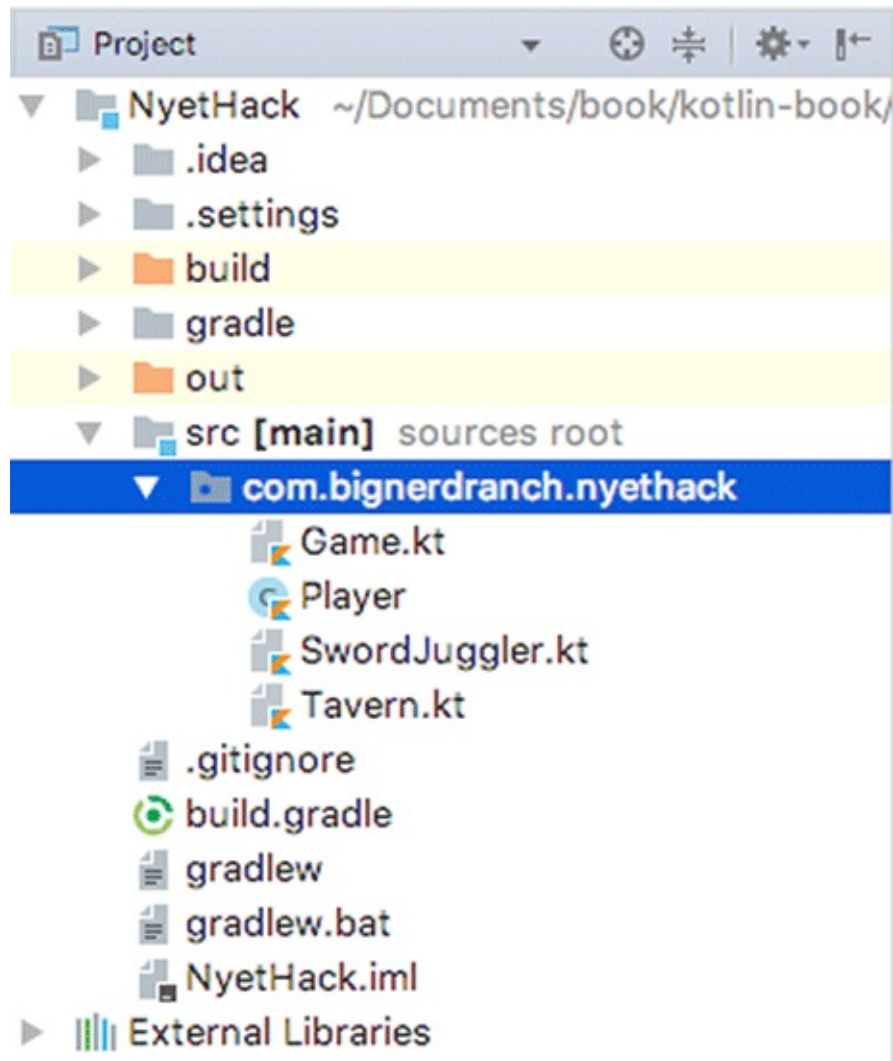 Project
NyetHack ~/Documents/book/kotlin-book/
.idea
.settings
build
gradle
out
src [main] sources root
com.bignerdranch.nyethack
Game.kt
Player
SwordJuggler.kt
Tavern.kt
.gitignore
build.gradle
gradlew
gradlew.bat
NyetHack.iml
External Libraries